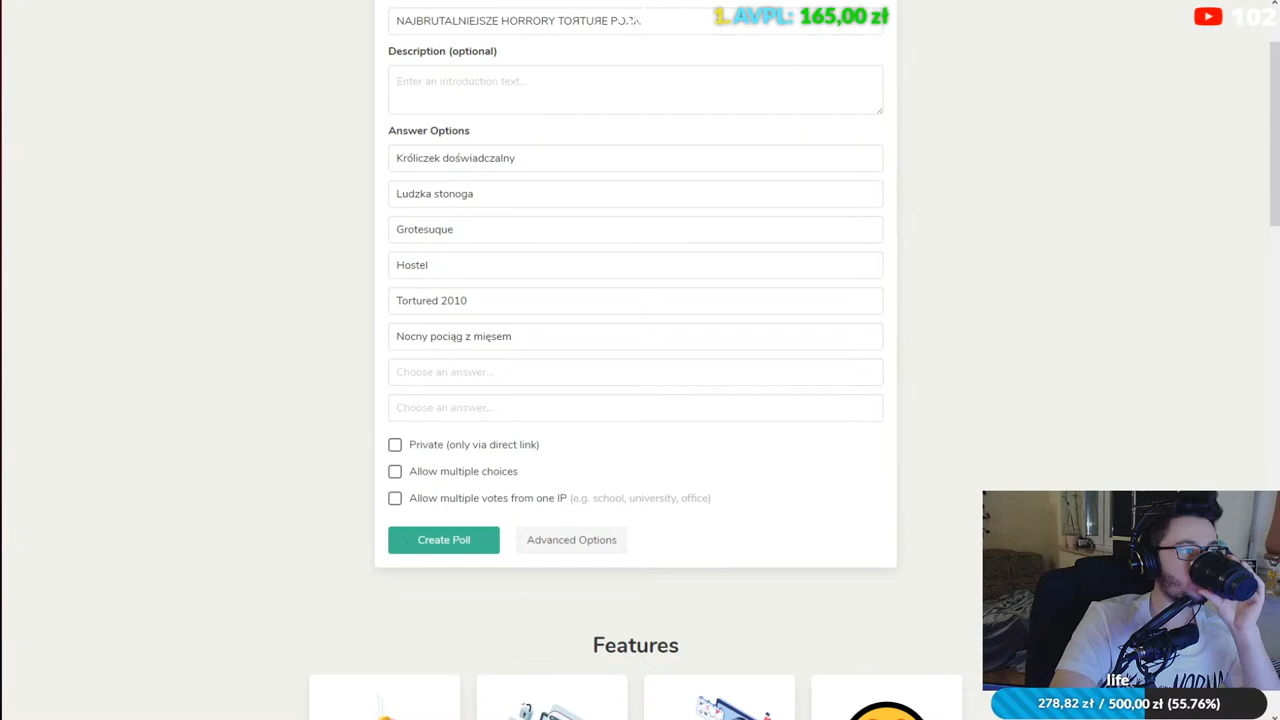 NAJBRUTALNIEJSZE HORRORY TORTURE
1. AVPL: 165,00 zł
102
Description (optional)
Enter an introduction text...
Answer Options
Króliczek doświadczalny
Ludzka stonoga
Grotesuque
Hostel
Tortured 2010
Nocny pociąg z mięsem
Choose an answer...
Choose an answer...
Private (only via direct link)
Allow multiple choices
Allow multiple votes from one IP (e.g. school, university, office)
Create Poll
Advanced Options
Features
life
278,82 zł / 500,00 zł (55.76%)